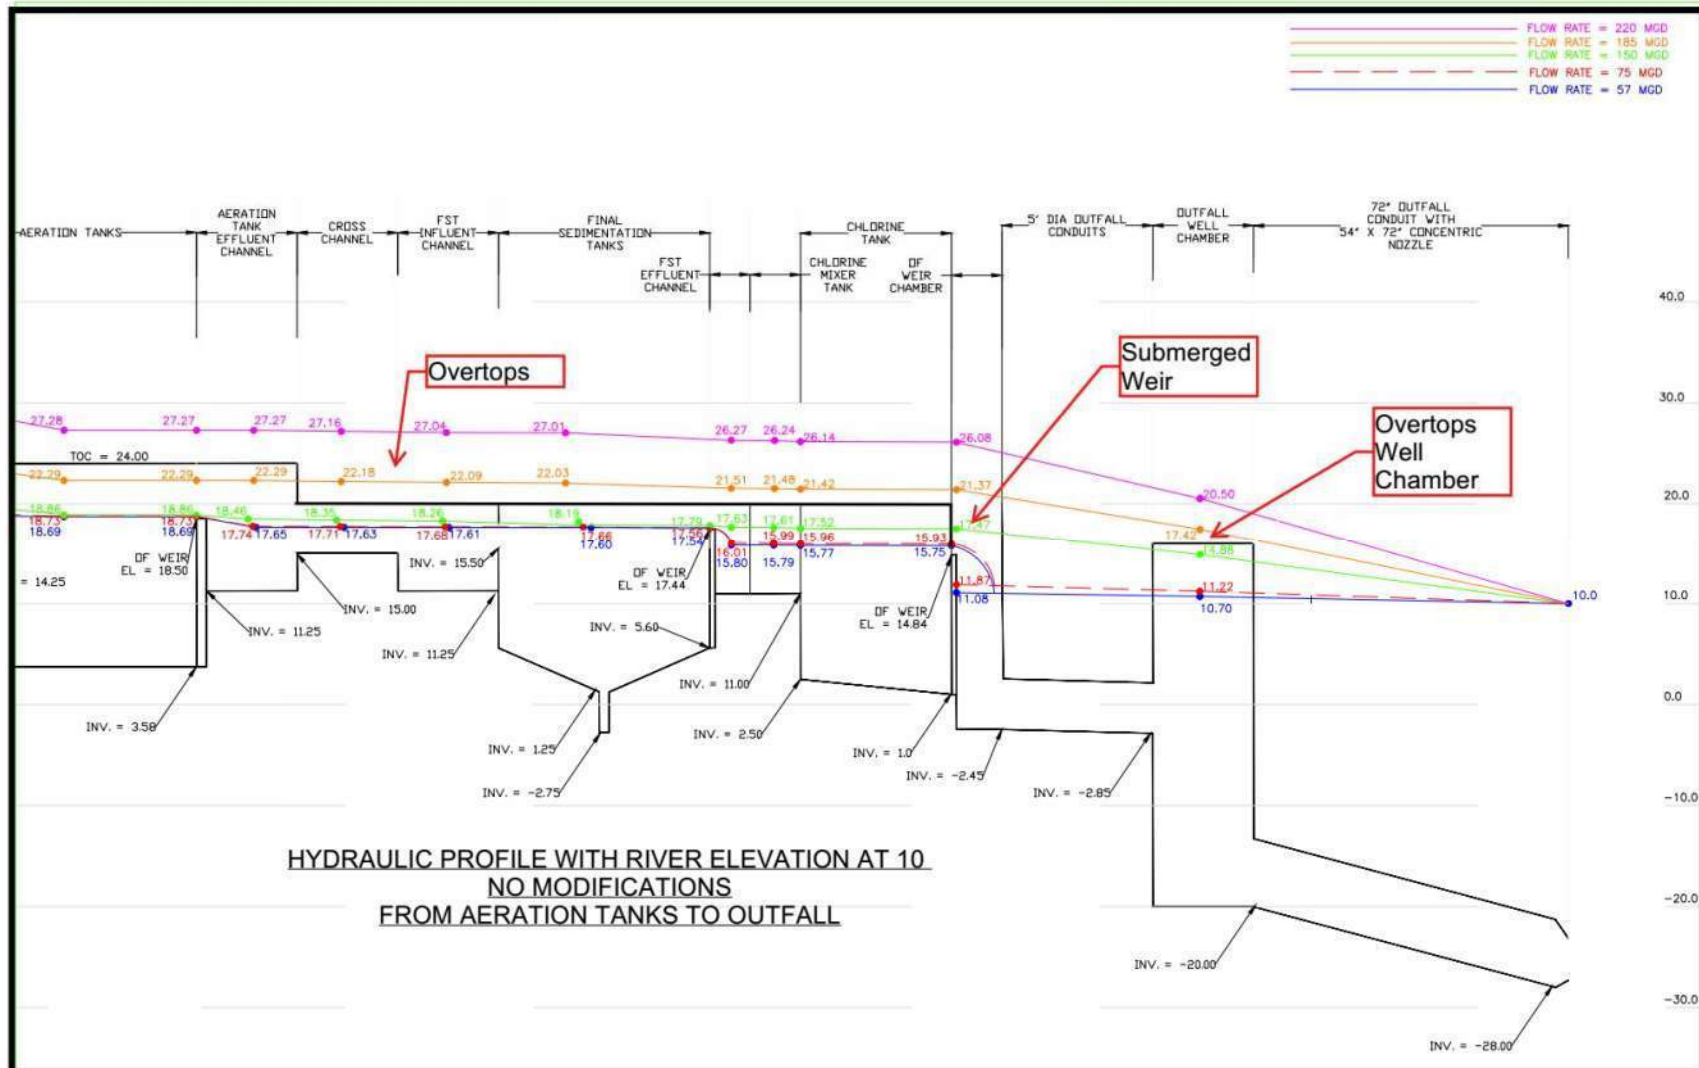 FLOW RATE = 220 MGD
FLOW RATE = 185 MGD
FLOW RATE = 150 MGD
FLOW RATE = 75 MGD
FLOW RATE = 57 MGD
AERATION TANKS
AERATION
TANK
EFFLUENT
CHANNEL
CROSS
CHANNEL
FST
INFLUENT
CHANNEL
FINAL
SEDIMENTATION
TANKS
FST
EFFLUENT
CHANNEL
CHLORINE
MIXER
TANK
CHLORINE
TANK
OF
WEIR
CHAMBER
5' DIA OUTFALL
CONDUITS
OUTFALL
WELL
CHAMBER
72" OUTFALL
CONDUIT WITH
54" X 72" CONCENTRIC
NOZZLE
40.0
30.0
20.0
10.0
0.0
-10.0
-20.0
-30.0
Overtops
Submerged
Weir
Overtops
Well
Chamber
27.28
27.27
27.27
27.16
27.04
27.01
26.27
26.24
26.14
26.08
20.50
TOC = 24.00
22.29
22.29
22.29
22.18
22.09
22.03
21.51
21.48
21.42
21.37
17.42
18.86
18.86
18.46
18.35
18.26
18.19
17.79
17.63
17.61
17.52
17.47
14.88
18.73
18.73
17.74
17.71
17.68
17.66
17.56
16.01
15.99
15.96
15.93
11.87
11.22
18.69
18.69
17.65
17.63
17.61
17.60
17.54
15.80
15.79
15.77
15.75
11.08
10.70
10.0
OF WEIR
EL = 18.50
= 14.25
INV. = 15.50
OF WEIR
EL = 17.44
OF WEIR
EL = 14.84
INV. = 15.00
INV. = 11.25
INV. = 11.25
INV. = 5.60
INV. = 11.00
INV. = 3.58
INV. = 1.25
INV. = 2.50
INV. = 1.0
INV. = -2.75
INV. = -2.45
INV. = -2.85
INV. = -20.00
INV. = -28.00
HYDRAULIC PROFILE WITH RIVER ELEVATION AT 10
NO MODIFICATIONS
FROM AERATION TANKS TO OUTFALL